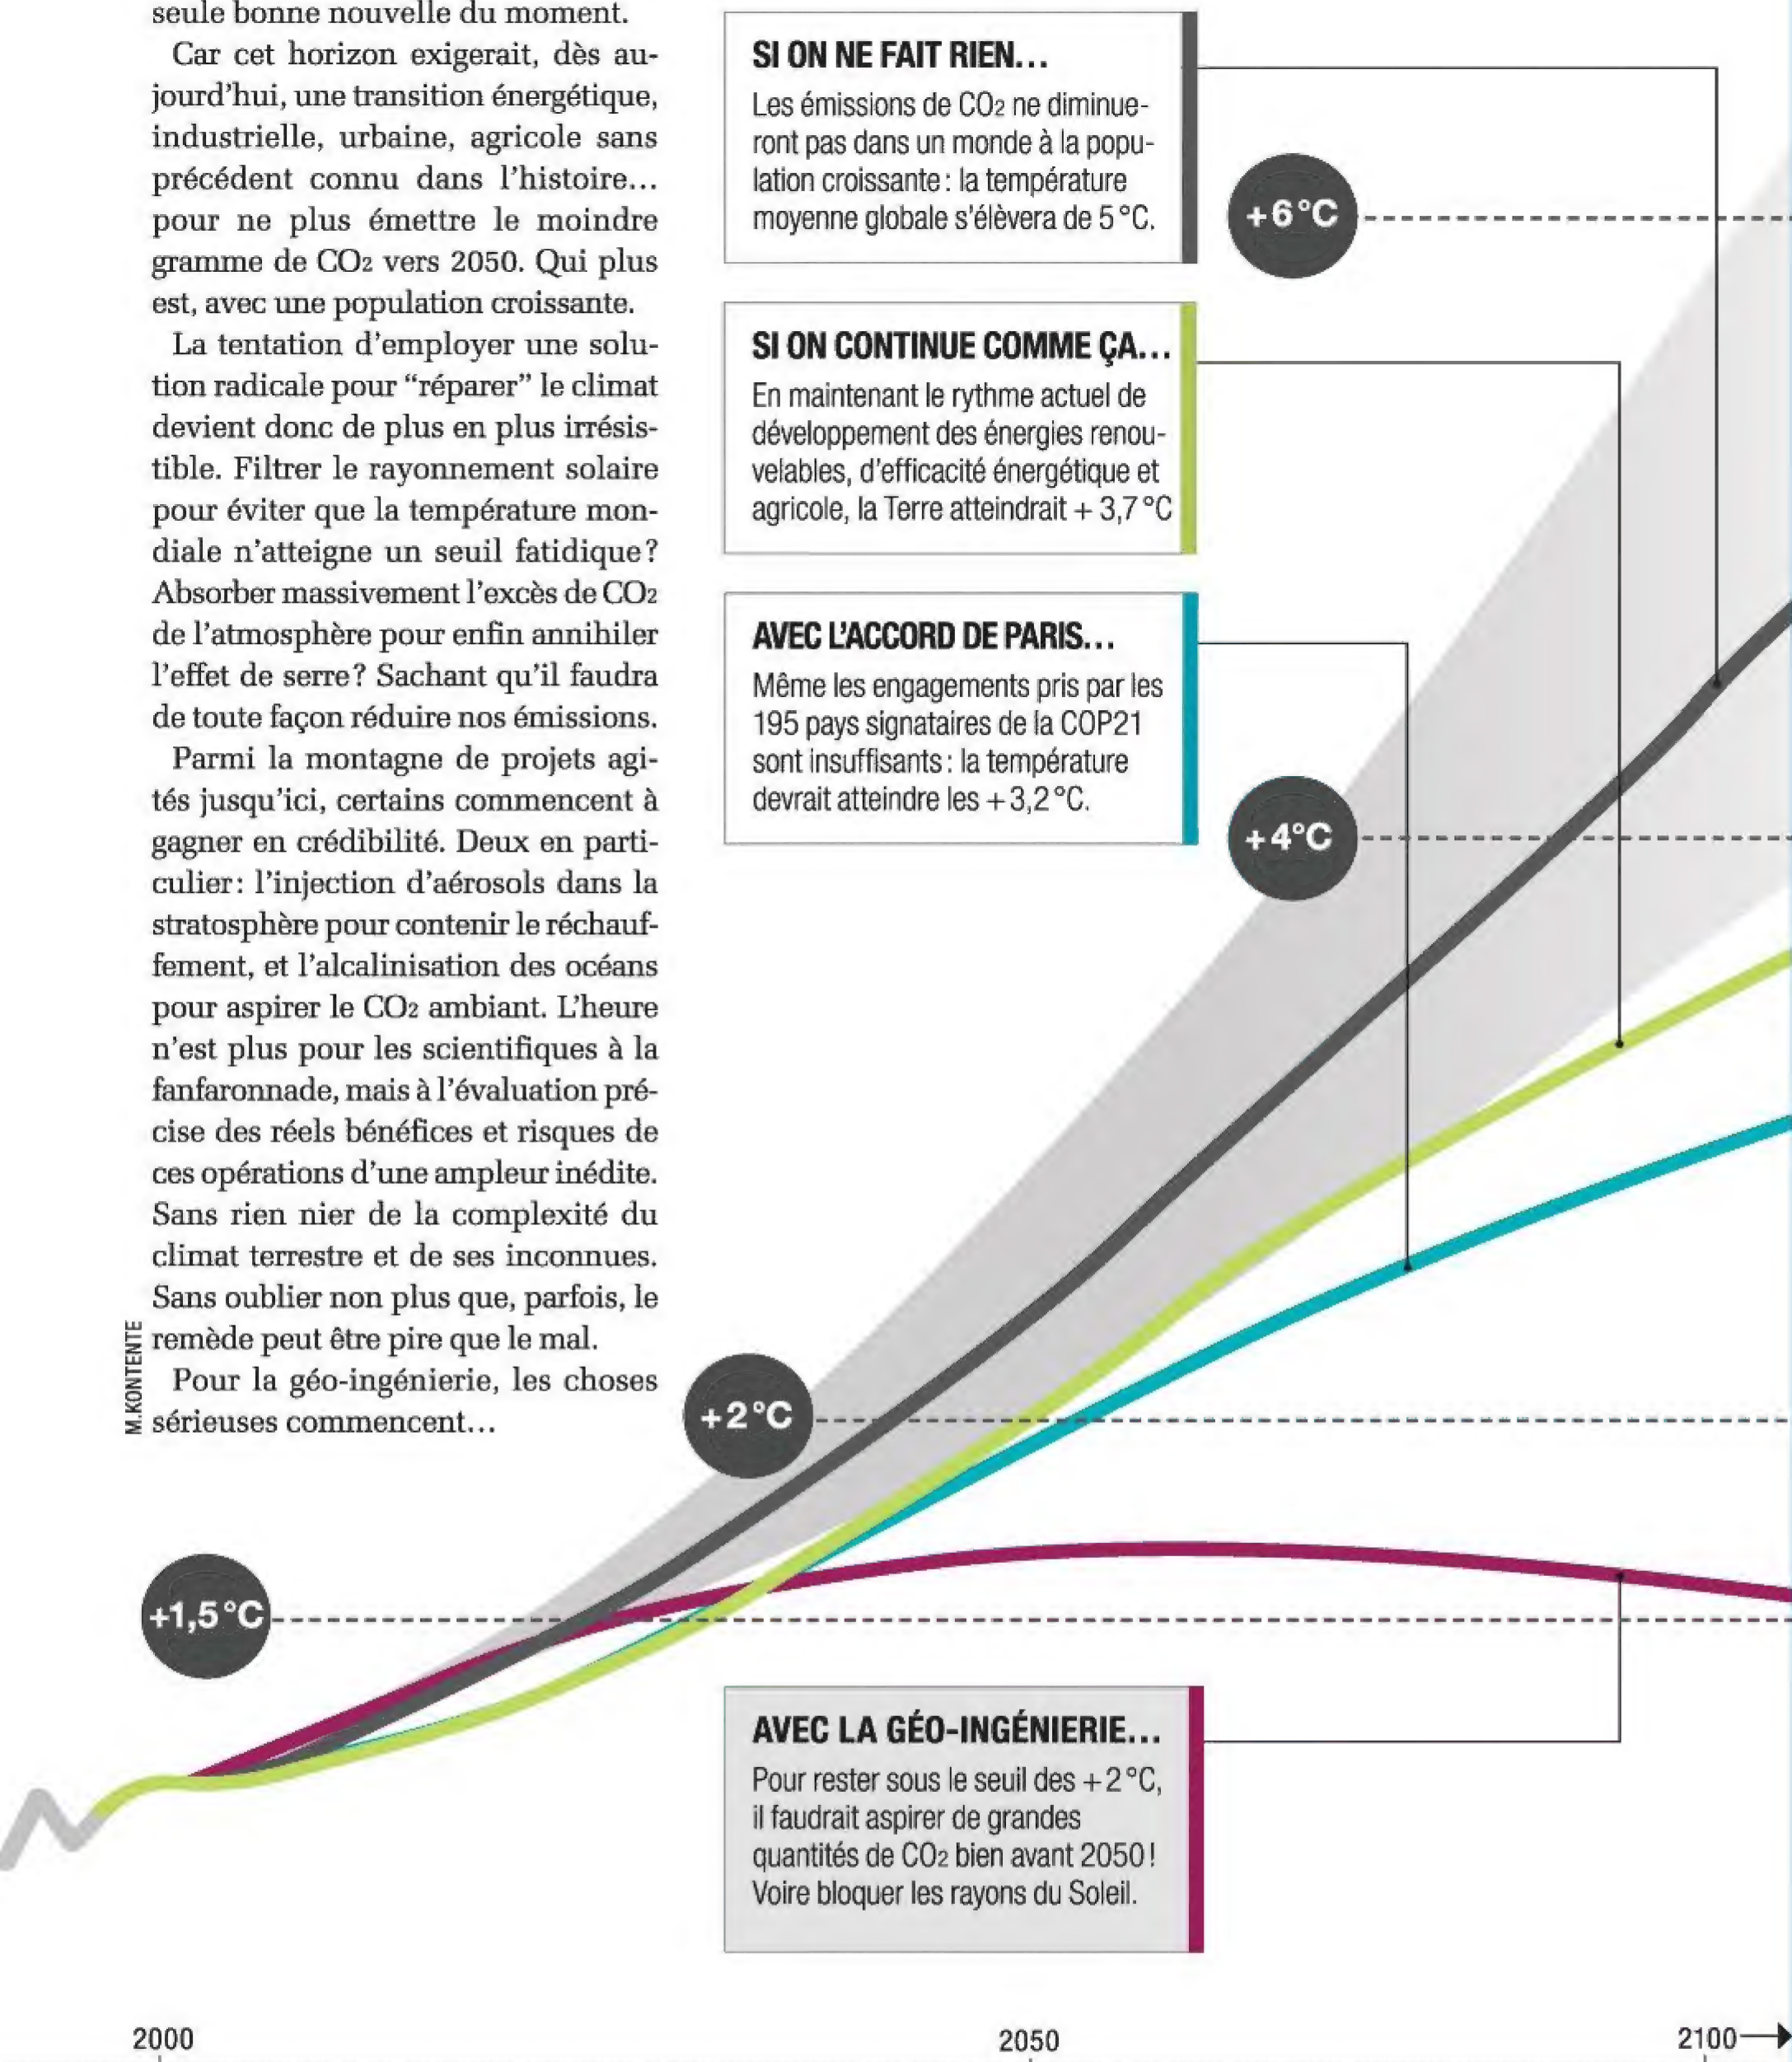 seule bonne nouvelle du moment.
Car cet horizon exigerait, dès au-
jourd'hui, une transition énergétique,
industrielle, urbaine, agricole sans
précédent connu dans l'histoire...
pour ne plus émettre le moindre
gramme de CO2 vers 2050. Qui plus
est, avec une population croissante.
La tentation d'employer une solu-
tion radicale pour “réparer” le climat
devient donc de plus en plus irrésis-
tible. Filtrer le rayonnement solaire
pour éviter que la température mon-
diale n'atteigne un seuil fatidique?
Absorber massivement l'excès de CO2
de l'atmosphère pour enfin annihiler
l'effet de serre? Sachant qu'il faudra
de toute façon réduire nos émissions.
Parmi la montagne de projets agi-
tés jusqu'ici, certains commencent à
gagner en crédibilité. Deux en parti-
culier: l'injection d'aérosols dans la
stratosphère pour contenir le réchauf-
fement, et l'alcalinisation des océans
pour aspirer le CO2 ambiant. L'heure
n'est plus pour les scientifiques à la
fanfaronnade, mais à l'évaluation pré-
cise des réels bénéfices et risques de
ces opérations d'une ampleur inédite.
Sans rien nier de la complexité du
climat terrestre et de ses inconnues.
Sans oublier non plus que, parfois, le
remède peut être pire que le mal.
Pour la géo-ingénierie, les choses
sérieuses commencent...
M.KONTENTE
SI ON NE FAIT RIEN...
Les émissions de CO2 ne diminue-
ront pas dans un monde à la popu-
lation croissante: la température
moyenne globale s'élèvera de 5°C.
+6°C
SI ON CONTINUE COMME ÇA...
En maintenant le rythme actuel de
développement des énergies renou-
velables, d'efficacité énergétique et
agricole, la Terre atteindrait + 3,7°C
AVEC L'ACCORD DE PARIS...
Même les engagements pris par les
195 pays signataires de la COP21
sont insuffisants: la température
devrait atteindre les +3,2°C.
+4°C
+2°C
+1,5°C
AVEC LA GÉO-INGÉNIERIE...
Pour rester sous le seuil des +2°C,
il faudrait aspirer de grandes
quantités de CO2 bien avant 2050!
Voire bloquer les rayons du Soleil.
2000
2050
2100